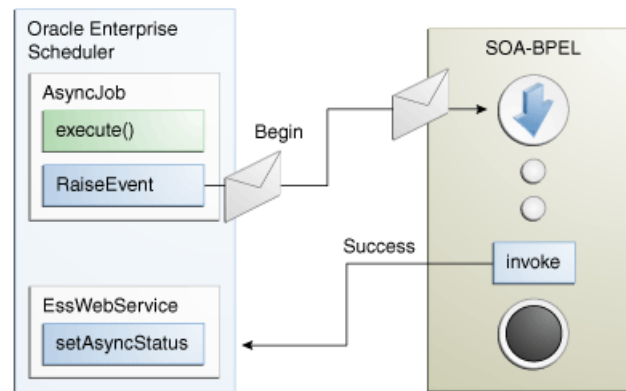 Oracle Enterprise
Scheduler
AsyncJob
execute()
RaiseEvent
Begin
SOA-BPEL
Success
invoke
EssWebService
setAsyncStatus